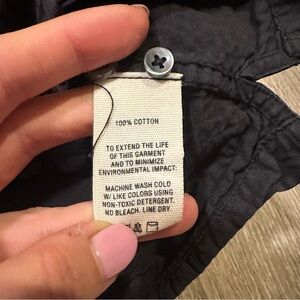 100% COTTON
TO EXTEND THE LIFE
OF THIS GARMENT
AND TO MINIMIZE
ENVIRONMENTAL IMPACT:
MACHINE WASH COLD
W/ LIKE COLORS USING
NON-TOXIC DETERGENT.
NO BLEACH. LINE DRY.